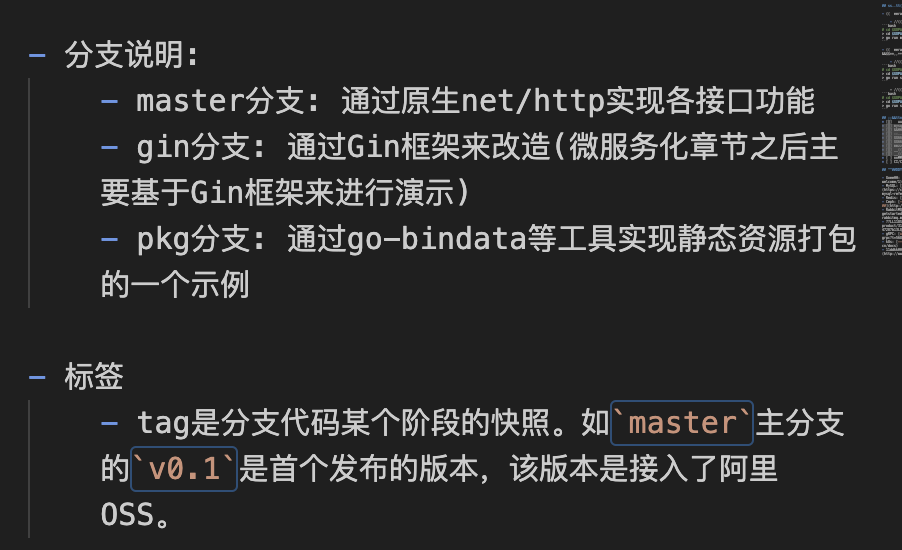 - 分支说明:
- master分支: 通过原生net/http实现各接口功能
- gin分支: 通过Gin框架来改造(微服务化章节之后主
要基于Gin框架来进行演示)
- pkg分支: 通过go-bindata等工具实现静态资源打包
的一个示例
- 标签
- tag是分支代码某个阶段的快照。如`master`主分支
的`v0.1`是首个发布的版本，该版本是接入了阿里
OSS。